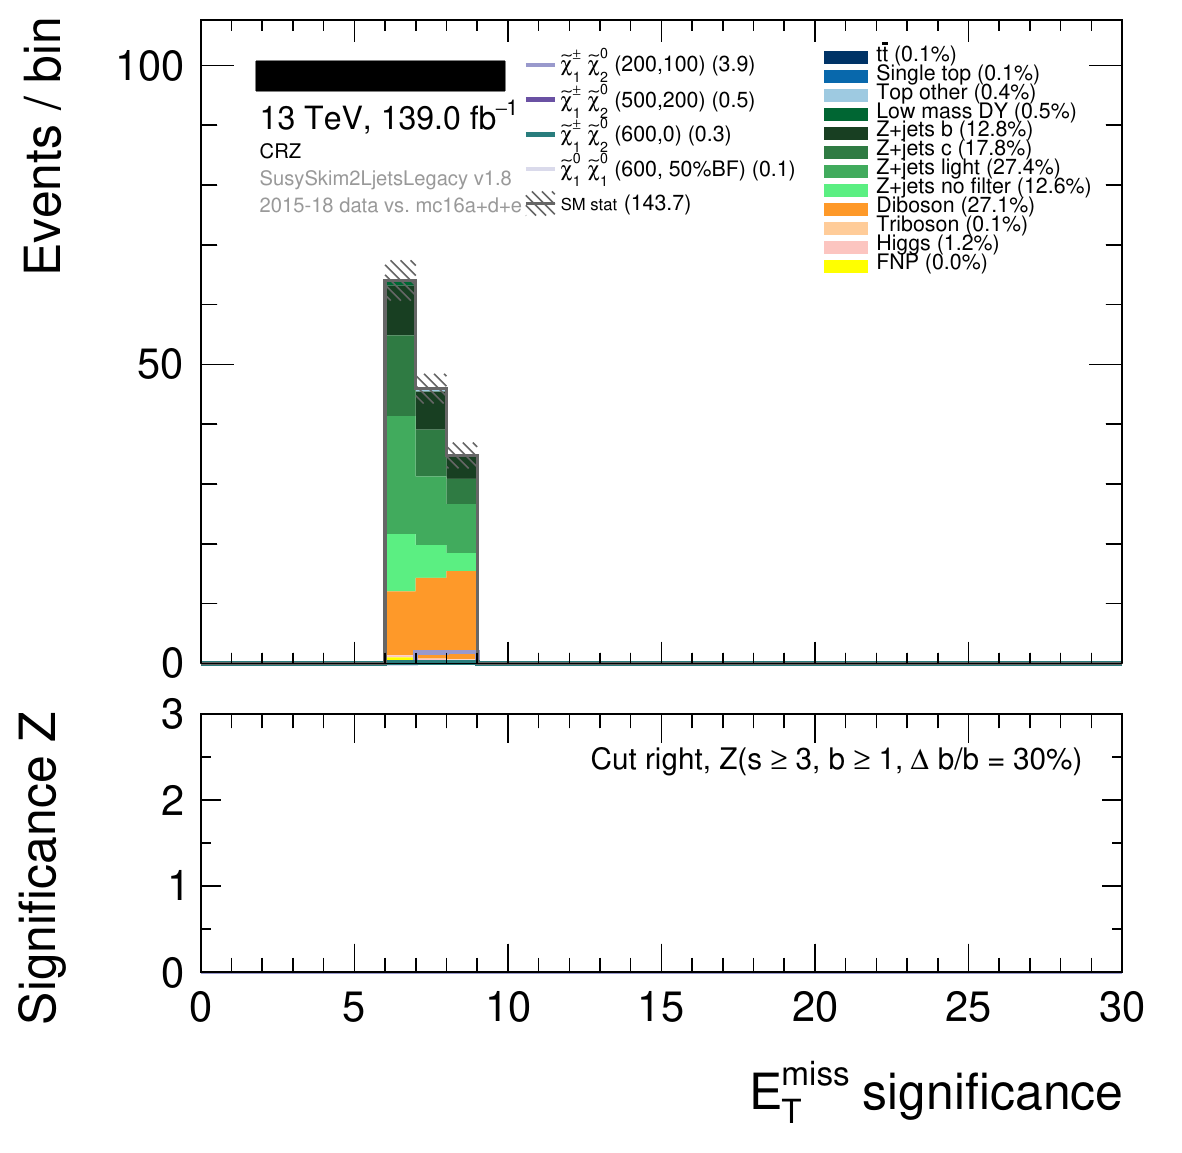 Events / bin
100
50
0
13 TeV, 139.0 fb⁻¹
CRZ
SusySkim2LjetsLegacy v1.8
2015-18 data vs. mc16a+d+e
χ̃₁± χ̃₂⁰ (200,100) (3.9)
χ̃₁± χ̃₂⁰ (500,200) (0.5)
χ̃₁± χ̃₂⁰ (600,0) (0.3)
χ̃₁⁰ χ̃₁⁰ (600, 50%BF) (0.1)
SM stat (143.7)
tt̄ (0.1%)
Single top (0.1%)
Top other (0.4%)
Low mass DY (0.5%)
Z+jets b (12.8%)
Z+jets c (17.8%)
Z+jets light (27.4%)
Z+jets no filter (12.6%)
Diboson (27.1%)
Triboson (0.1%)
Higgs (1.2%)
FNP (0.0%)
Significance Z
3
2
1
0
Cut right, Z(s ≥ 3, b ≥ 1, Δ b/b = 30%)
0 5 10 15 20 25 30
E_T^miss significance